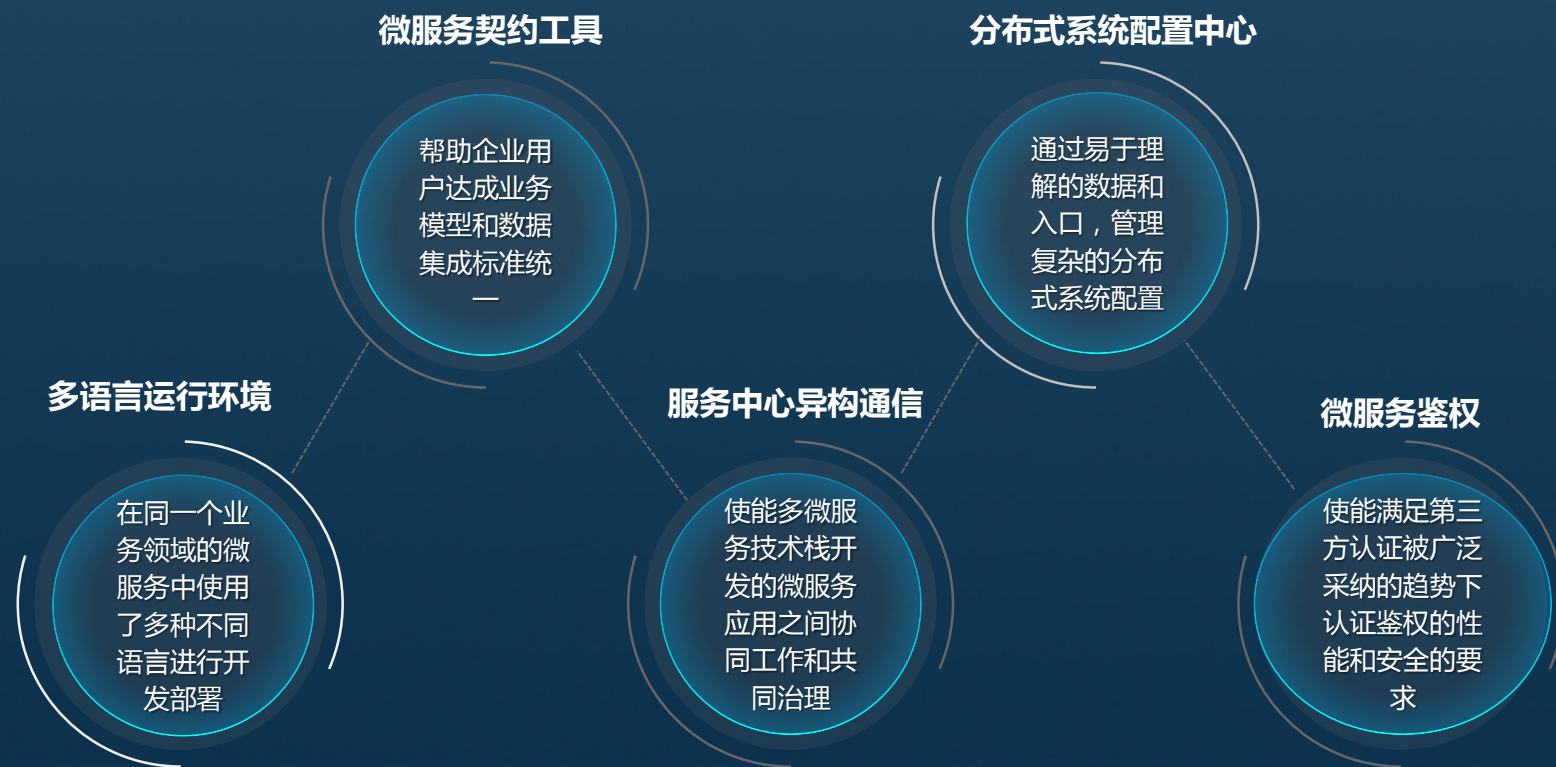 微服务契约工具
帮助企业用
户达成业务
模型和数据
集成标准统
一
分布式系统配置中心
通过易于理
解的数据和
入口，管理
复杂的分布
式系统配置
多语言运行环境
在同一个业
务领域的微
服务中使用
了多种不同
语言进行开
发部署
服务中心异构通信
使能多微服
务技术栈开
发的微服务
应用之间协
同工作和共
同治理
微服务鉴权
使能满足第三
方认证被广泛
采纳的趋势下
认证鉴权的性
能和安全的要
求